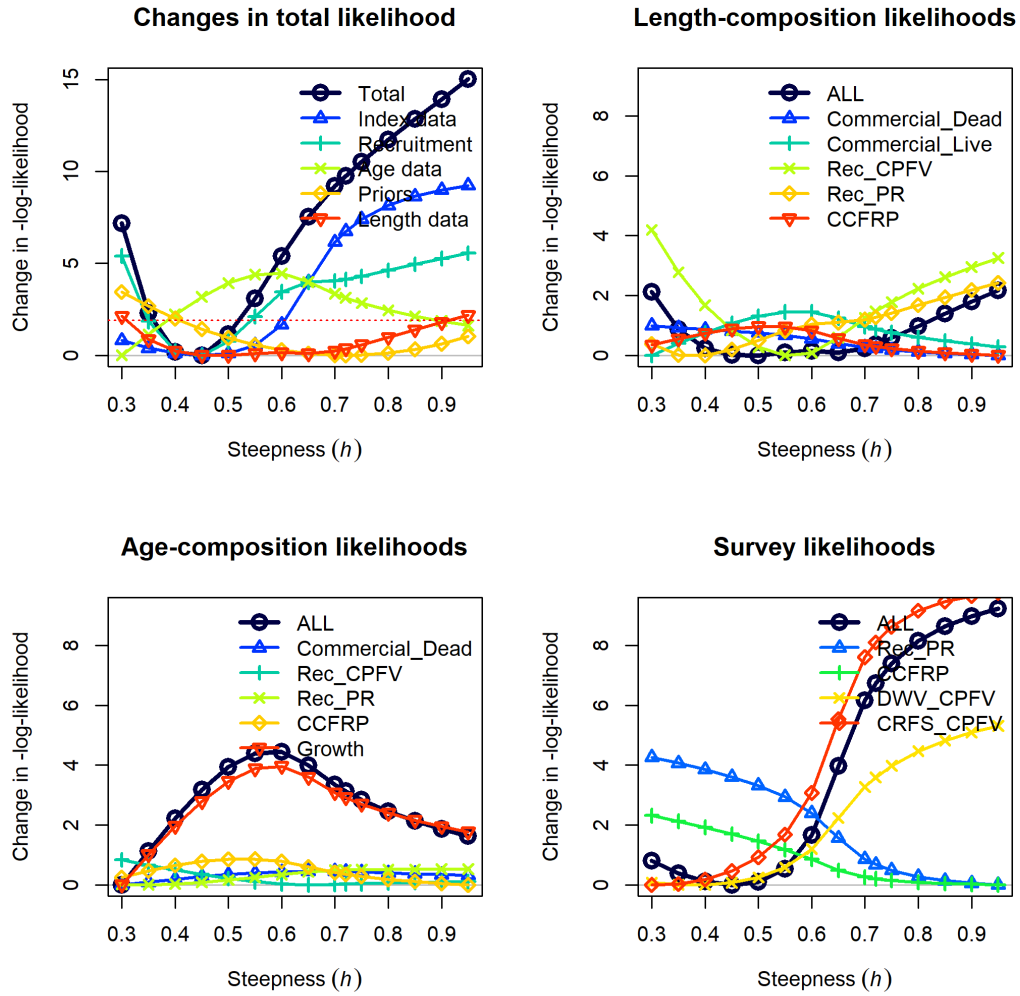 Changes in total likelihood
Change in -log-likelihood
15
10
5
0
Total
Index data
Recruitment
Age data
Priors
Length data
0.3 0.4 0.5 0.6 0.7 0.8 0.9
Steepness (h)
Length-composition likelihoods
Change in -log-likelihood
8
6
4
2
0
ALL
Commercial_Dead
Commercial_Live
Rec_CPFV
Rec_PR
CCFRP
0.3 0.4 0.5 0.6 0.7 0.8 0.9
Steepness (h)
Age-composition likelihoods
Change in -log-likelihood
8
6
4
2
0
ALL
Commercial_Dead
Rec_CPFV
Rec_PR
CCFRP
Growth
0.3 0.4 0.5 0.6 0.7 0.8 0.9
Steepness (h)
Survey likelihoods
Change in -log-likelihood
8
6
4
2
0
ALL
Rec_PR
CCFRP
DWV_CPFV
CRFS_CPFV
0.3 0.4 0.5 0.6 0.7 0.8 0.9
Steepness (h)